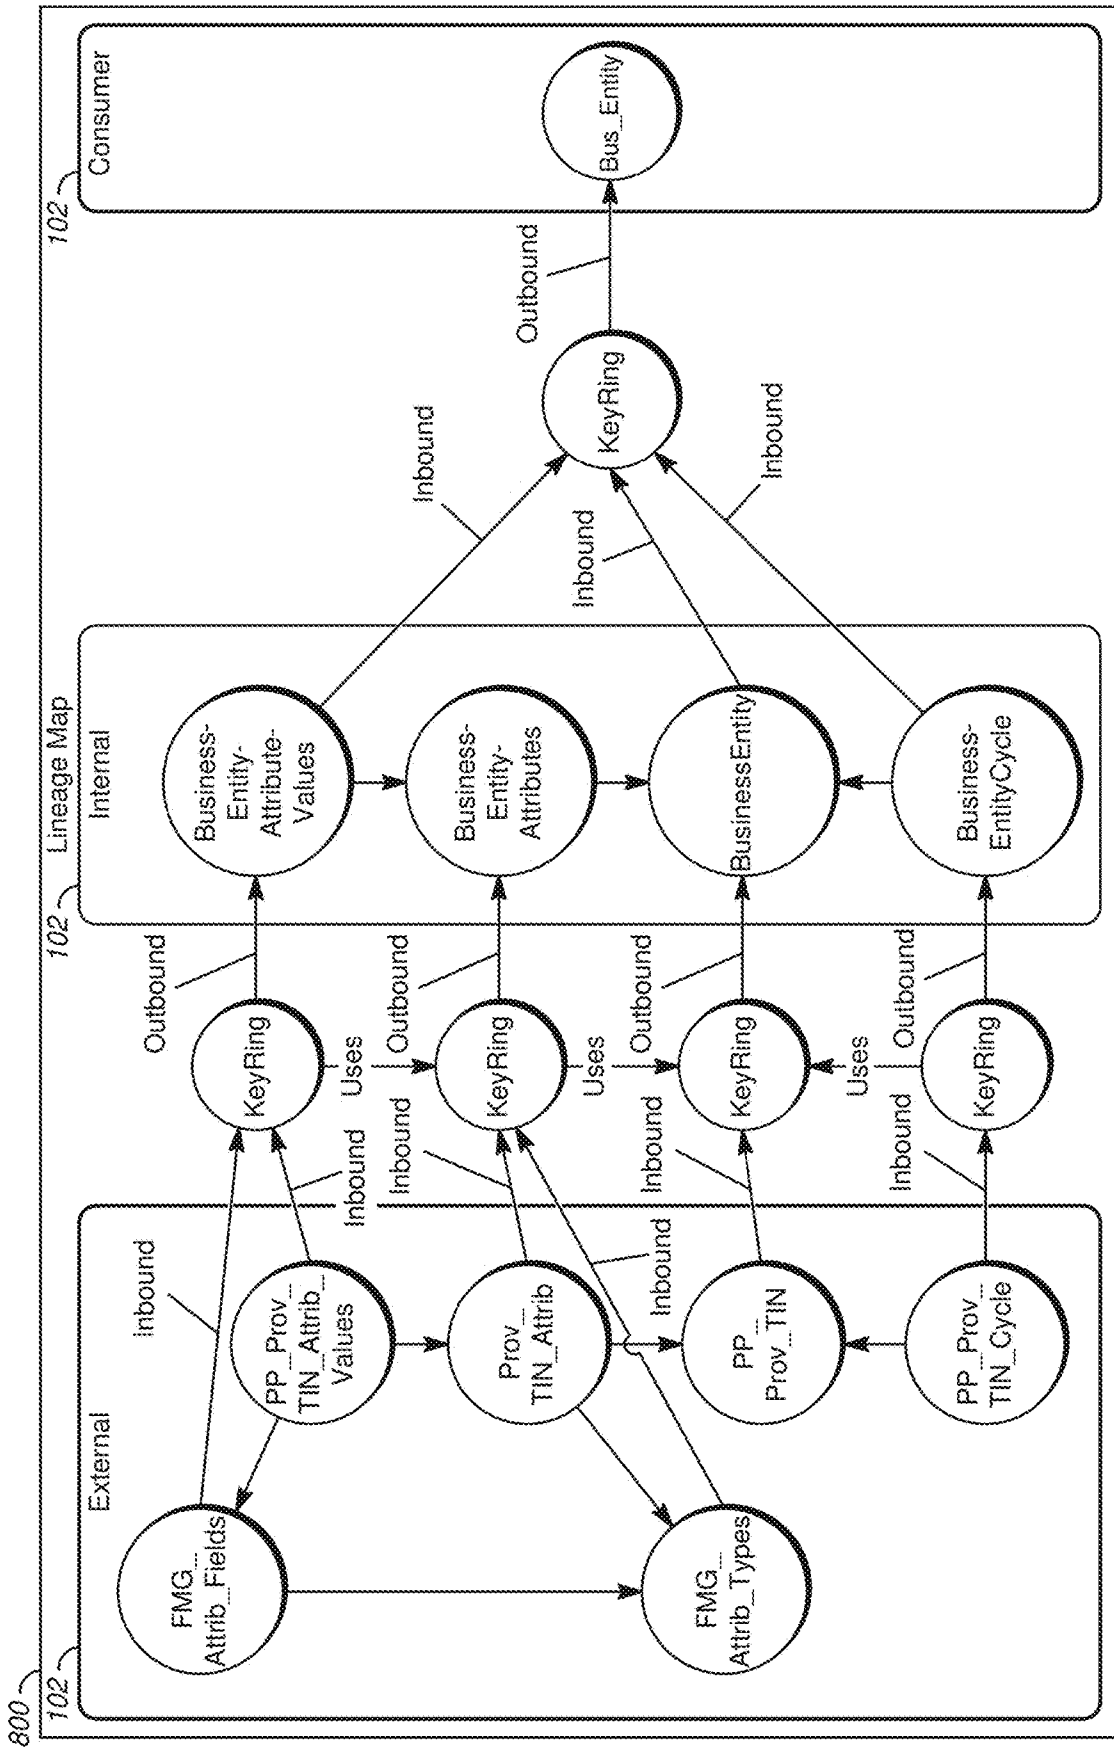 800
Lineage Map
102
External
FMG_
Attrib_Fields
PP_Prov_
TIN_Attrib_
Values
Prov_
TIN_Attrib
FMG_
Attrib_Types
PP_
Prov_TIN
PP_Prov_
TIN_Cycle
Inbound
Inbound
Inbound
Inbound
Inbound
Inbound
KeyRing
Uses
KeyRing
Uses
KeyRing
Uses
KeyRing
Outbound
Outbound
Outbound
Outbound
102
Internal
Business-
Entity-
Attribute-
Values
Business-
Entity-
Attributes
BusinessEntity
Business-
EntityCycle
Inbound
Inbound
Inbound
KeyRing
Outbound
102
Consumer
Bus_Entity